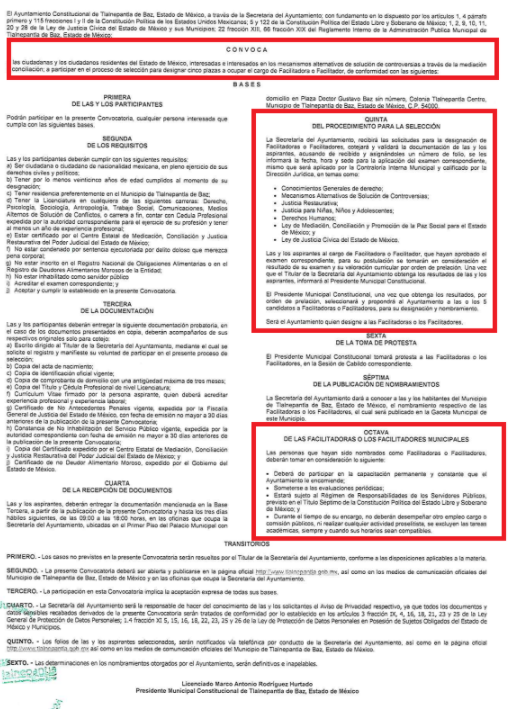 El Ayuntamiento Constitucional de Tlalnepantla de Baz, Estado de México, a través de la Secretaría del Ayuntamiento; con fundamento en lo dispuesto por los artículos 1, 4 párrafo
primero y 115 fracciones I y II de la Constitución Política de los Estados Unidos Mexicanos; 5 y 122 de la Constitución Política del Estado Libre y Soberano de México; 1, 2, 9, 10, 11,
20 y 28 de la Ley de Justicia Cívica del Estado de México y sus Municipios; 22 fracción XIII, 66 fracción XIX del Reglamento Interno de la Administración Pública Municipal de
Tlalnepantla de Baz, Estado de México;
CONVOCA
las ciudadanas y los ciudadanos residentes del Estado de México, interesadas e interesados en los mecanismos alternativos de solución de controversias a través de la mediación
conciliación; a participar en el proceso de selección para designar cinco plazas a ocupar el cargo de Facilitadora o Facilitador, de conformidad con las siguientes:
BASES
PRIMERA
DE LAS Y LOS PARTICIPANTES
Podrán participar en la presente Convocatoria, cualquier persona interesada que
cumpla con las siguientes bases.
SEGUNDA
DE LOS REQUISITOS
Las y los participantes deberán cumplir con los siguientes requisitos:
a) Ser ciudadana o ciudadano de nacionalidad mexicana, en pleno ejercicio de sus
derechos civiles y políticos;
b) Tener por lo menos veinticinco años de edad cumplidos al momento de su
designación;
c) Tener residencia preferentemente en el Municipio de Tlalnepantla de Baz;
d) Tener la Licenciatura en cualquiera de las siguientes carreras: Derecho,
Psicología, Sociología, Antropología, Trabajo Social, Comunicaciones, Medios
Alternos de Solución de Conflictos, o carrera a fin, contar con Cedula Profesional
expedida por la autoridad correspondiente para el ejercicio de su profesión y tener
al menos un año de experiencia profesional;
e) Estar certificado por el Centro Estatal de Mediación, Conciliación y Justicia
Restaurativa del Poder Judicial del Estado de México;
f) No estar condenado por sentencia ejecutoriada por delito doloso que merezca
pena corporal;
g) No estar inscrito en el Registro Nacional de Obligaciones Alimentarias o en el
Registro de Deudores Alimentarios Morosos de la Entidad;
h) No estar inhabilitado como servidor público
i) Acreditar el examen correspondiente; y
j) Aceptar y cumplir lo establecido en la presente Convocatoria.
TERCERA
DE LA DOCUMENTACIÓN
Las y los participantes deberán entregar la siguiente documentación probatoria, en
el caso de los documentos presentados en copia, deberán acompañarlos de sus
respectivos originales solo para cotejo:
a) Escrito dirigido al Titular de la Secretaría del Ayuntamiento, mediante el cual se
solicite el registro y manifieste su voluntad de participar en el presente proceso de
selección;
b) Copia del acta de nacimiento;
c) Copia de identificación oficial vigente;
d) Copia de comprobante de domicilio con una antigüedad máxima de tres meses;
e) Copia del Título y Cédula Profesional de nivel Licenciatura;
f) Curriculum Vitae firmado por la persona aspirante, quien deberá acreditar
experiencia profesional y experiencia laboral;
g) Certificado de No Antecedentes Penales vigente, expedida por la Fiscalía
General de Justicia del Estado de México, con fecha de emisión no mayor a 30 días
anteriores de la publicación de la presente Convocatoria;
h) Constancia de No Inhabilitación del Servicio Público vigente, expedida por la
autoridad correspondiente con fecha de emisión no mayor a 30 días anteriores de
la publicación de la presente Convocatoria;
i) Copia del Certificado expedido por el Centro Estatal de Mediación, Conciliación
y Justicia Restaurativa del Poder Judicial del Estado de México;
j) Certificado de no Deudor Alimentario Moroso, expedido por el Gobierno del
Estado de México.
CUARTA
DE LA RECEPCIÓN DE DOCUMENTOS
Las y los aspirantes, deberán entregar la documentación mencionada en la Base
Tercera, a partir de la publicación de la presente Convocatoria y hasta los tres días
hábiles siguientes, de las 09:00 a las 18:00 horas, en las oficinas que ocupa la
Secretaría del Ayuntamiento, ubicadas en el Primer Piso del Palacio Municipal con
domicilio en Plaza Doctor Gustavo Baz sin número, Colonia Tlalnepantla Centro,
Municipio de Tlalnepantla de Baz, Estado de México, C.P. 54000.
QUINTA
DEL PROCEDIMIENTO PARA LA SELECCIÓN
La Secretaría del Ayuntamiento, recibirá las solicitudes para la designación de
Facilitadoras o Facilitadores, cotejará y validará la documentación de las y los
aspirantes, acusando de recibido y asignándoles un número de folio, se les
informará la fecha, hora y sede para la aplicación del examen correspondiente,
mismo que será aplicado por la Contraloría Interna Municipal y calificado por la
Dirección Jurídica, en temas como:
• Conocimientos Generales de derecho;
• Mecanismos Alternativos de Solución de Controversias;
• Justicia Restaurativa;
• Justicia para Niñas, Niños y Adolescentes;
• Derechos Humanos;
• Ley de Mediación, Conciliación y Promoción de la Paz Social para el Estado
de México; y
• Ley de Justicia Cívica del Estado de México.
Las y los aspirantes al cargo de Facilitadora o Facilitador, que hayan aprobado el
examen correspondiente, para su postulación se tomarán en consideración el
resultado de su examen y su valoración curricular por orden de prelación. Una vez
que el Titular de la Secretaría del Ayuntamiento obtenga los resultados de las y los
aspirantes, informará al Presidente Municipal Constitucional.
El Presidente Municipal Constitucional, una vez que obtenga los resultados, por
orden de prelación, seleccionará y propondrá al Ayuntamiento a las o los 5
candidatos a Facilitadoras o Facilitadores, para su designación y nombramiento.
Será el Ayuntamiento quien designe a las Facilitadoras o los Facilitadores.
SEXTA
DE LA TOMA DE PROTESTA
El Presidente Municipal Constitucional tomará protesta a las Facilitadoras o los
Facilitadores, en la Sesión de Cabildo correspondiente.
SÉPTIMA
DE LA PUBLICACIÓN DE NOMBRAMIENTOS
La Secretaría del Ayuntamiento dará a conocer a las y los habitantes del Municipio
de Tlalnepantla de Baz, Estado de México, el nombramiento respectivo de las
Facilitadoras o los Facilitadores, el cual será publicado en la Gaceta Municipal de
este Municipio.
OCTAVA
DE LAS FACILITADORAS O LOS FACILITADORES MUNICIPALES
Las personas que hayan sido nombrados como Facilitadoras o Facilitadores,
deberán tomar en consideración lo siguiente:
• Deberá de participar en la capacitación permanente y constante que el
Ayuntamiento le encomiende;
• Someterse a las evaluaciones periódicas;
• Estará sujeto al Régimen de Responsabilidades de los Servidores Públicos,
previsto en el Título Séptimo de la Constitución Política del Estado Libre y Soberano
de México; y
• Durante el tiempo de su encargo, no deberán desempeñar otro empleo cargo o
comisión públicos, ni realizar cualquier actividad proselitista, se excluyen las tareas
académicas, siempre y cuando sus horarios sean compatibles.
TRANSITORIOS
PRIMERO. - Los casos no previstos en la presente Convocatoria serán resueltos por el Titular de la Secretaría del Ayuntamiento, conforme a las disposiciones aplicables a la materia.
SEGUNDO. - La presente Convocatoria deberá ser abierta y publicarse en la página oficial http://www.tlalnepantla.gob.mx, así como en los medios de comunicación oficiales del
Municipio de Tlalnepantla de Baz, Estado de México y en las oficinas que ocupa la Secretaría del Ayuntamiento.
TERCERO. - La participación en esta Convocatoria implica la aceptación expresa de todas sus bases.
CUARTO. - La Secretaría del Ayuntamiento será la responsable de hacer del conocimiento de las y los solicitantes el Aviso de Privacidad respectivo, ya que todos los documentos y
datos sensibles recabados derivados de la presente Convocatoria serán tratados de conformidad por lo establecido en los artículos 3 fracción IX, 4, 16, 18, 21, 23 y 25 de la Ley
General de Protección de Datos Personales; 1,4 fracción XI 5, 15, 16, 18, 22, 23, 25 y 26 de la Ley de Protección de Datos Personales en Posesión de Sujetos Obligados del Estado de
México y Municipios.
QUINTO. - Los folios de las y los aspirantes seleccionados, serán notificados vía telefónica por conducto de la Secretaría del Ayuntamiento, así como en la página oficial
http://www.tlalnepantla.gob.mx así como en los medios de comunicación oficiales del Municipio de Tlalnepantla de Baz, Estado de México.
SEXTO. - Las determinaciones en los nombramientos otorgados por el Ayuntamiento, serán definitivos e inapelables.
tlalnepantla
Licenciado Marco Antonio Rodríguez Hurtado
Presidente Municipal Constitucional de Tlalnepantla de Baz, Estado de México